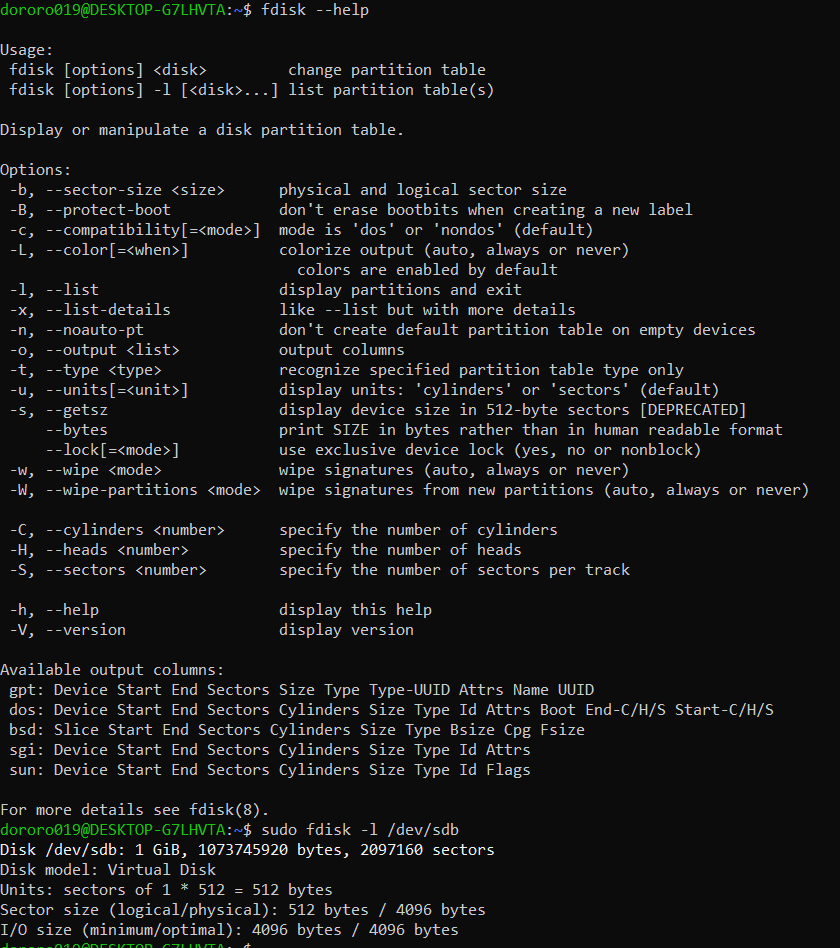 dororo019@DESKTOP-G7LHVTA:~$ fdisk --help

Usage:
 fdisk [options] <disk>         change partition table
 fdisk [options] -l [<disk>...] list partition table(s)

Display or manipulate a disk partition table.

Options:
 -b, --sector-size <size>      physical and logical sector size
 -B, --protect-boot            don't erase bootbits when creating a new label
 -c, --compatibility[=<mode>]  mode is 'dos' or 'nondos' (default)
 -L, --color[=<when>]          colorize output (auto, always or never)
                                 colors are enabled by default
 -l, --list                    display partitions and exit
 -x, --list-details            like --list but with more details
 -n, --noauto-pt               don't create default partition table on empty devices
 -o, --output <list>           output columns
 -t, --type <type>             recognize specified partition table type only
 -u, --units[=<unit>]          display units: 'cylinders' or 'sectors' (default)
 -s, --getsz                   display device size in 512-byte sectors [DEPRECATED]
     --bytes                   print SIZE in bytes rather than in human readable format
     --lock[=<mode>]           use exclusive device lock (yes, no or nonblock)
 -w, --wipe <mode>             wipe signatures (auto, always or never)
 -W, --wipe-partitions <mode>  wipe signatures from new partitions (auto, always or never)

 -C, --cylinders <number>      specify the number of cylinders
 -H, --heads <number>          specify the number of heads
 -S, --sectors <number>        specify the number of sectors per track

 -h, --help                    display this help
 -V, --version                 display version

Available output columns:
 gpt: Device Start End Sectors Size Type Type-UUID Attrs Name UUID
 dos: Device Start End Sectors Cylinders Size Type Id Attrs Boot End-C/H/S Start-C/H/S
 bsd: Slice Start End Sectors Cylinders Size Type Bsize Cpg Fsize
 sgi: Device Start End Sectors Cylinders Size Type Id Attrs
 sun: Device Start End Sectors Cylinders Size Type Id Flags

For more details see fdisk(8).
dororo019@DESKTOP-G7LHVTA:~$ sudo fdisk -l /dev/sdb
Disk /dev/sdb: 1 GiB, 1073745920 bytes, 2097160 sectors
Disk model: Virtual Disk
Units: sectors of 1 * 512 = 512 bytes
Sector size (logical/physical): 512 bytes / 4096 bytes
I/O size (minimum/optimal): 4096 bytes / 4096 bytes